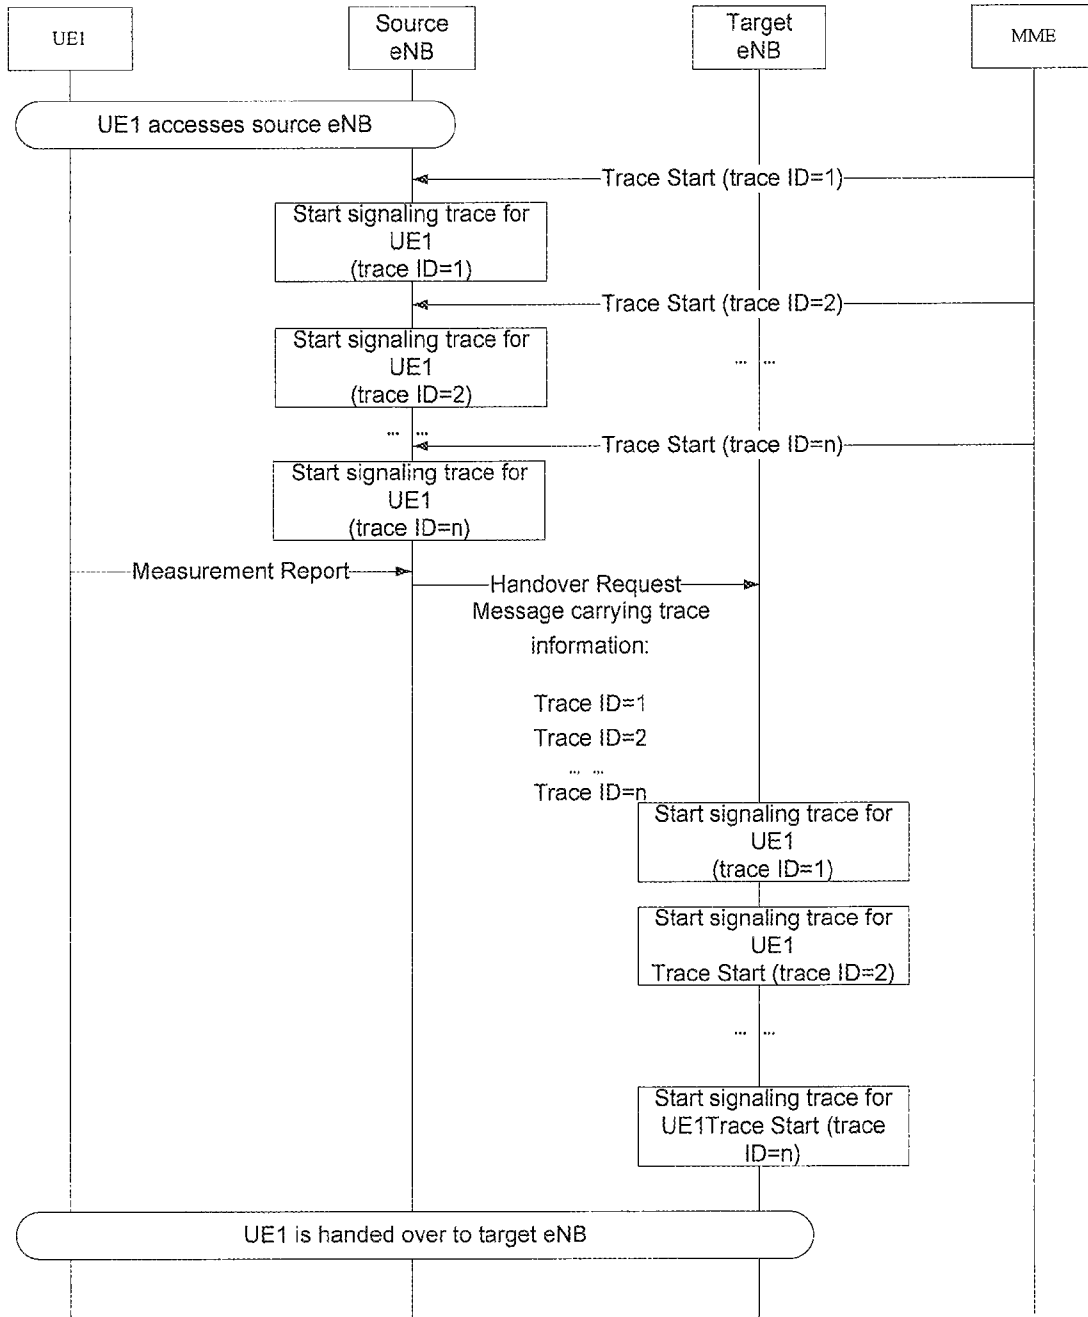 UE1
Source
eNB
Target
eNB
MME
UE1 accesses source eNB
Trace Start (trace ID=1)
Start signaling trace for
UE1
(trace ID=1)
Trace Start (trace ID=2)
Start signaling trace for
UE1
(trace ID=2)
... ...
... ...
Trace Start (trace ID=n)
Start signaling trace for
UE1
(trace ID=n)
Measurement Report
Handover Request
Message carrying trace
information:
Trace ID=1
Trace ID=2
... ...
Trace ID=n
Start signaling trace for
UE1
(trace ID=1)
Start signaling trace for
UE1
Trace Start (trace ID=2)
... ...
Start signaling trace for
UE1Trace Start (trace
ID=n)
UE1 is handed over to target eNB